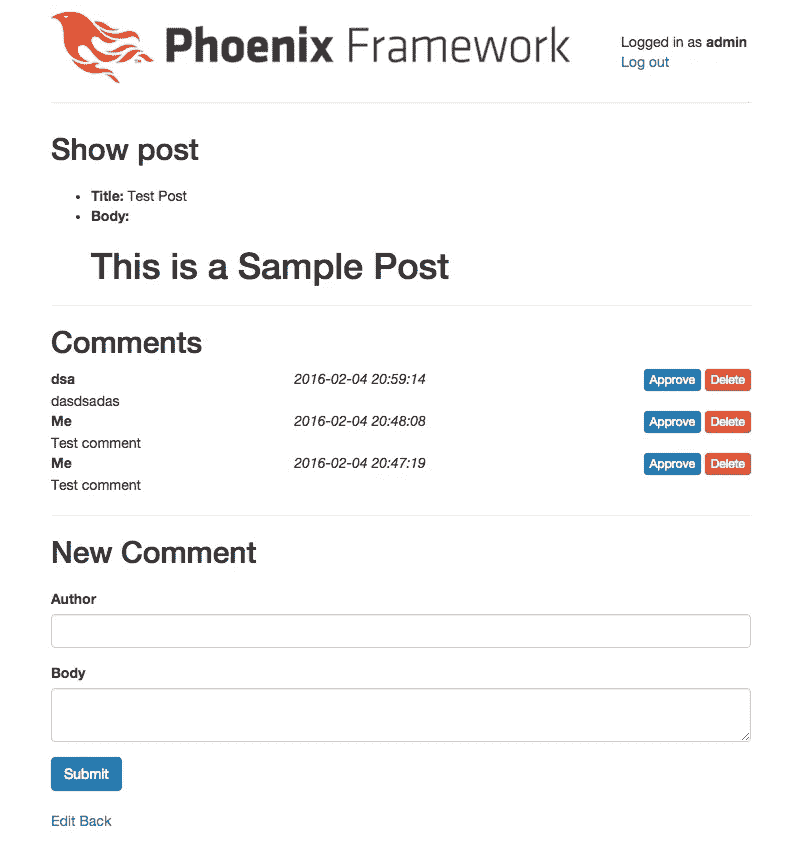 Phoenix Framework
Logged in as admin
Log out
Show post
Title: Test Post
Body:
This is a Sample Post
Comments
dsa 2016-02-04 20:59:14 Approve Delete
dasdsadas
Me 2016-02-04 20:48:08 Approve Delete
Test comment
Me 2016-02-04 20:47:19 Approve Delete
Test comment
New Comment
Author
Body
Submit
Edit Back